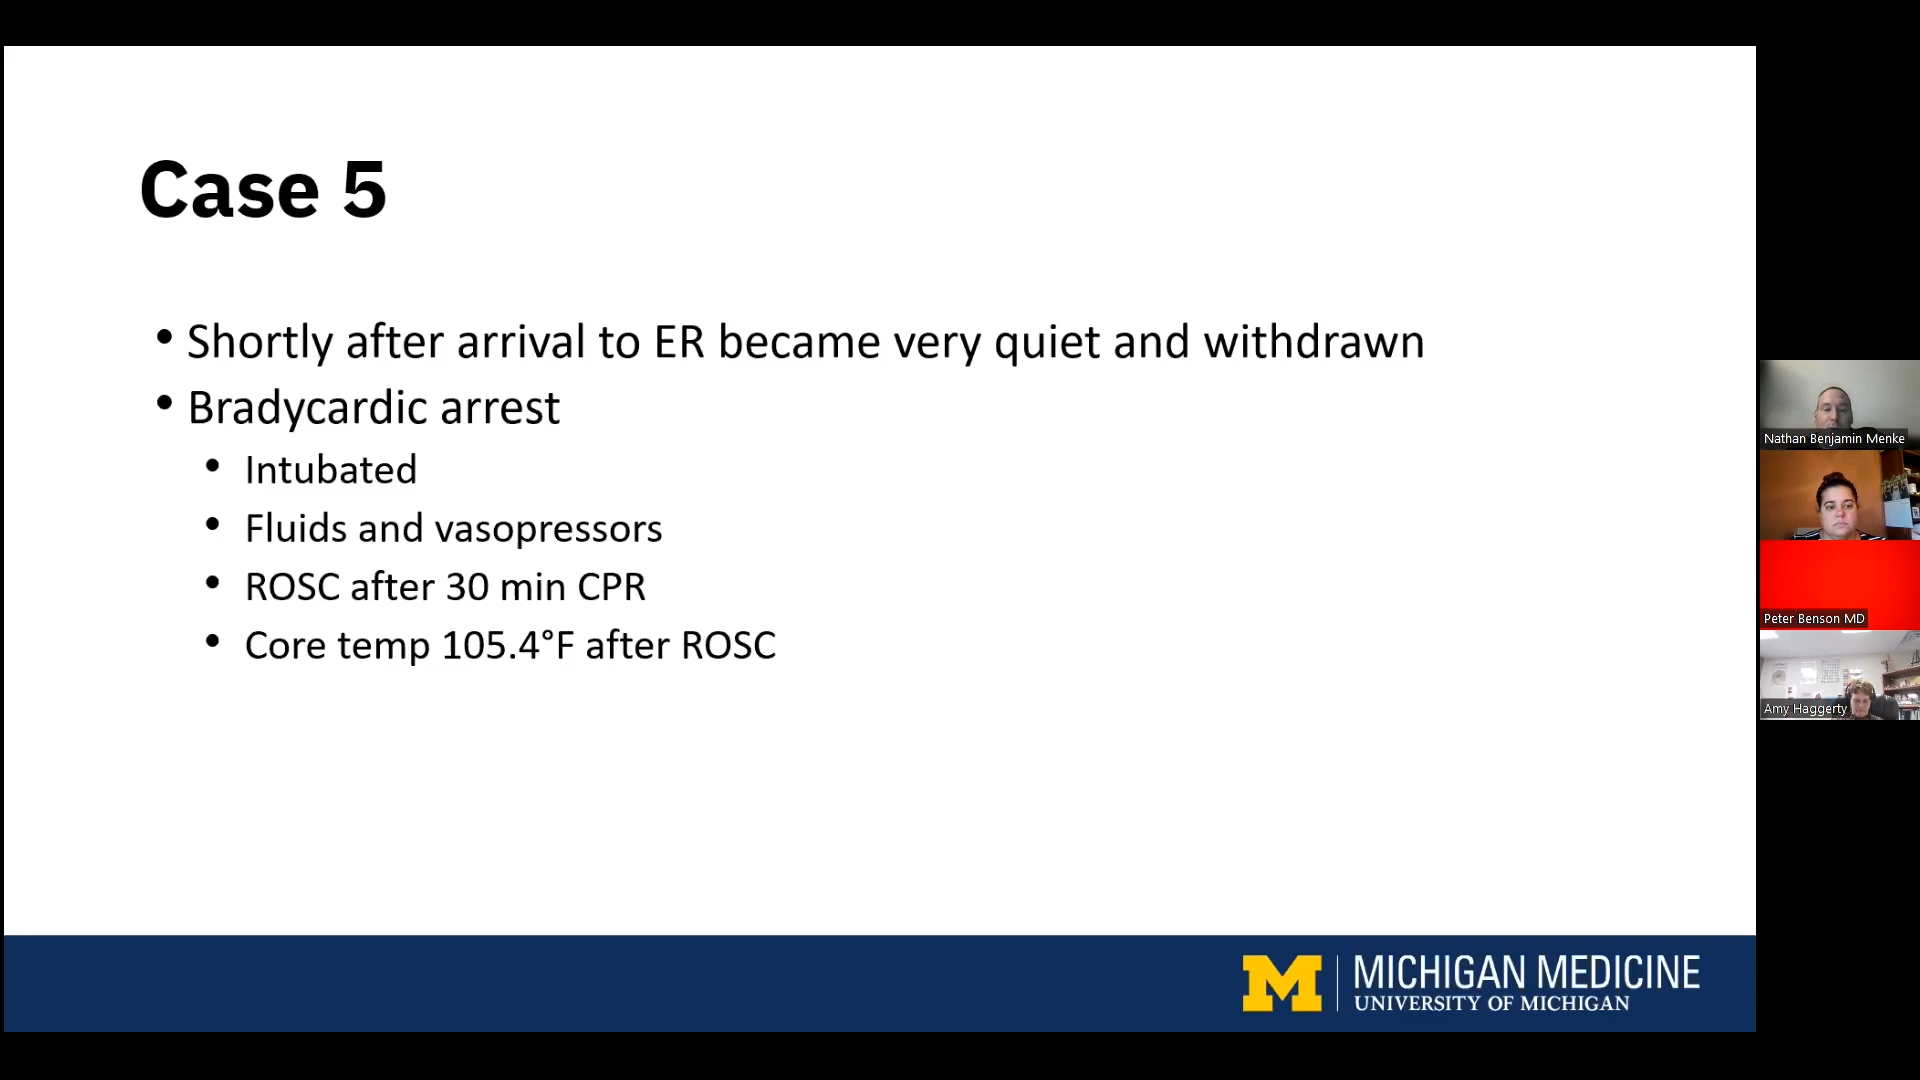 Case 5
• Shortly after arrival to ER became very quiet and withdrawn
• Bradycardic arrest
• Intubated
• Fluids and vasopressors
• ROSC after 30 min CPR
• Core temp 105.4°F after ROSC
M | MICHIGAN MEDICINE
UNIVERSITY OF MICHIGAN
Nathan Benjamin Menke
Peter Benson MD
Amy Haggerty